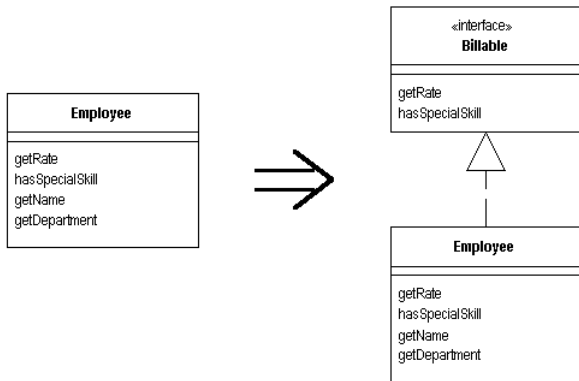 Employee
getRate
hasSpecialSkill
getName
getDepartment
«interface»
Billable
getRate
hasSpecialSkill
Employee
getRate
hasSpecialSkill
getName
getDepartment